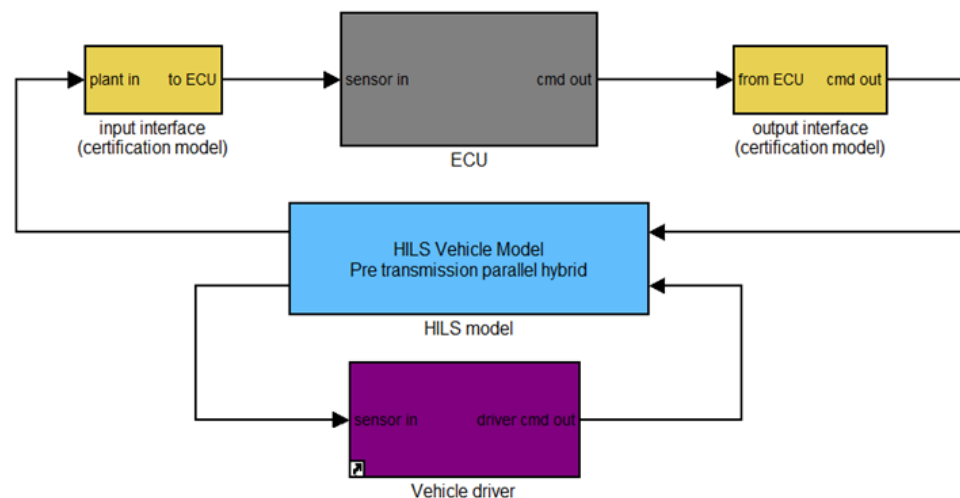 plant in to ECU
input interface
(certification model)
sensor in cmd out
ECU
from ECU cmd out
output interface
(certification model)
HILS Vehicle Model
Pre transmission parallel hybrid
HILS model
sensor in driver cmd out
Vehicle driver